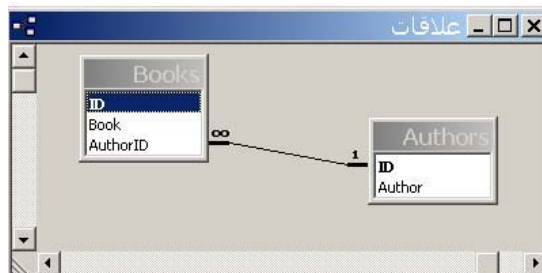 علاقات
Books
ID
Book
AuthorID
∞
1
Authors
ID
Author